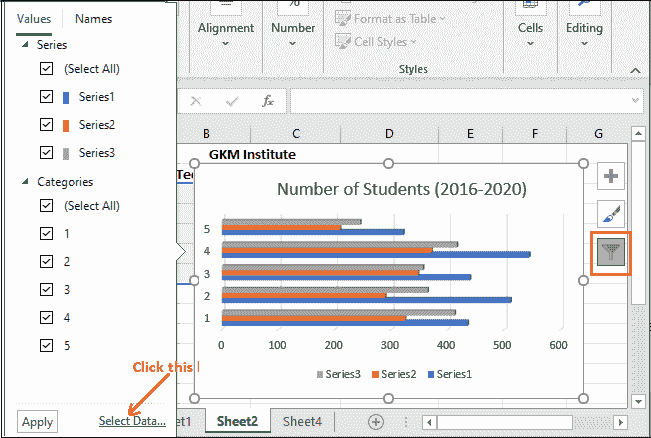 Values Names
Series
(Select All)
Series1
Series2
Series3
Categories
(Select All)
1
2
3
4
5
Click this
Apply Select Data...
Alignment
Number
Format as Table
Cell Styles
Styles
Cells
Editing
fx
B C D E F G
GKM Institute
Number of Students (2016-2020)
5
4
3
2
1
0 100 200 300 400 500 600
Series3 Series2 Series1
Sheet2 Sheet4